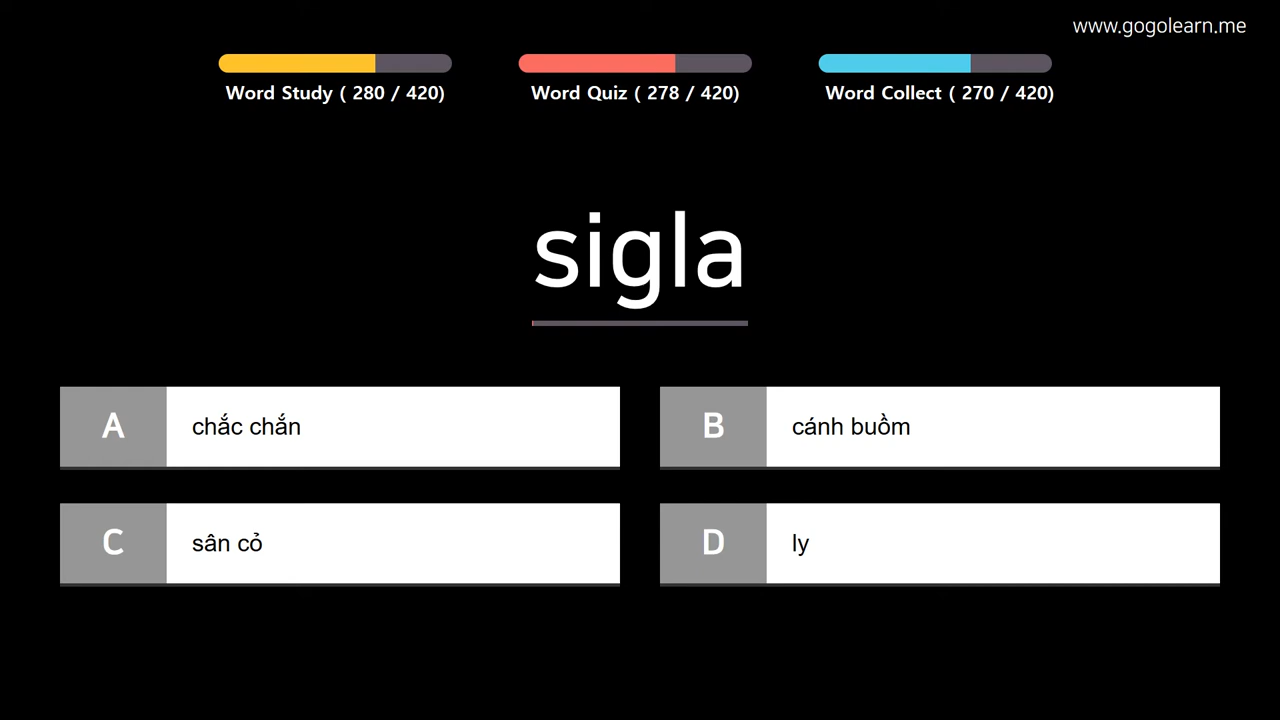 www.gogolearn.me
Word Study ( 280 / 420)
Word Quiz ( 278 / 420)
Word Collect ( 270 / 420)
sigla
A
chắc chắn
B
cánh buồm
C
sân cỏ
D
ly